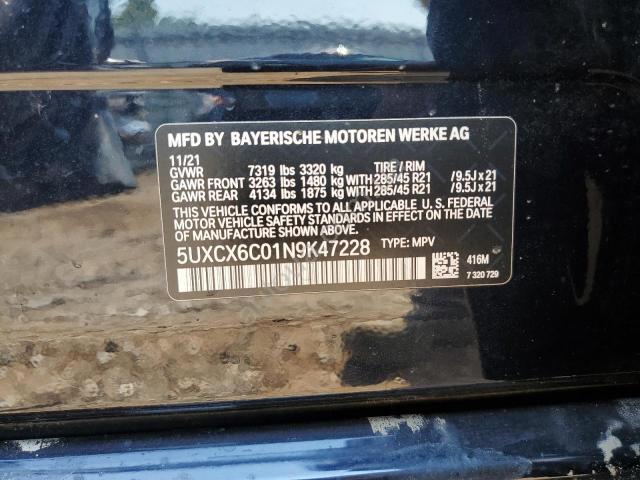 MFD BY BAYERISCHE MOTOREN WERKE AG
11/21
GVWR 7319 lbs 3320 kg TIRE / RIM
GAWR FRONT 3263 lbs 1480 kg WITH 285/45 R21 /9.5J x 21
GAWR REAR 4134 lbs 1875 kg WITH 285/45 R21 /9.5J x 21
THIS VEHICLE CONFORMS TO ALL APPLICABLE U. S. FEDERAL
MOTOR VEHICLE SAFETY STANDARDS IN EFFECT ON THE DATE
OF MANUFACTURE SHOWN ABOVE.
5UXCX6C01N9K47228 TYPE: MPV
416M
7 320 729